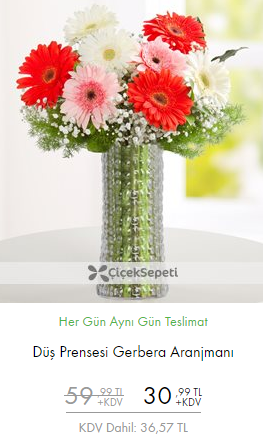 ÇiçekSepeti
Her Gün Aynı Gün Teslimat
Düş Prensesi Gerbera Aranjmanı
59,99 TL +KDV 30,99 TL +KDV
KDV Dahil: 36,57 TL